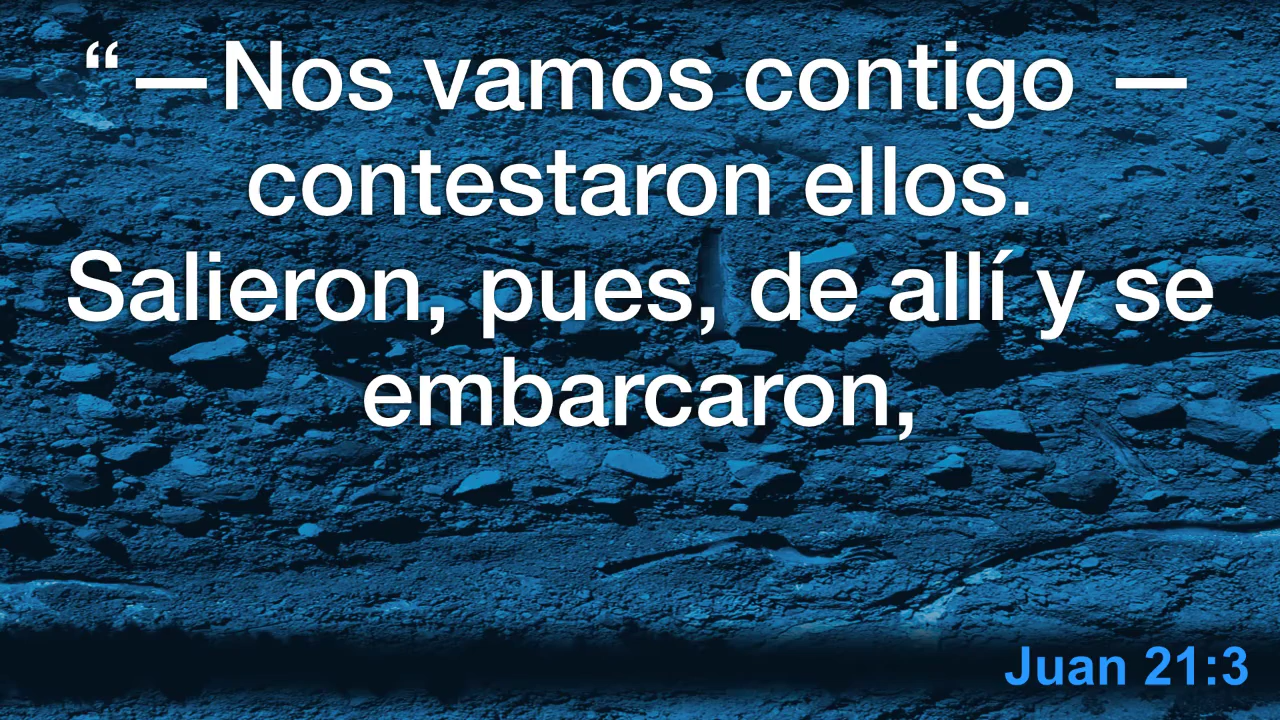 “—Nos vamos contigo —
contestaron ellos.
Salieron, pues, de allí y se
embarcaron,
Juan 21:3